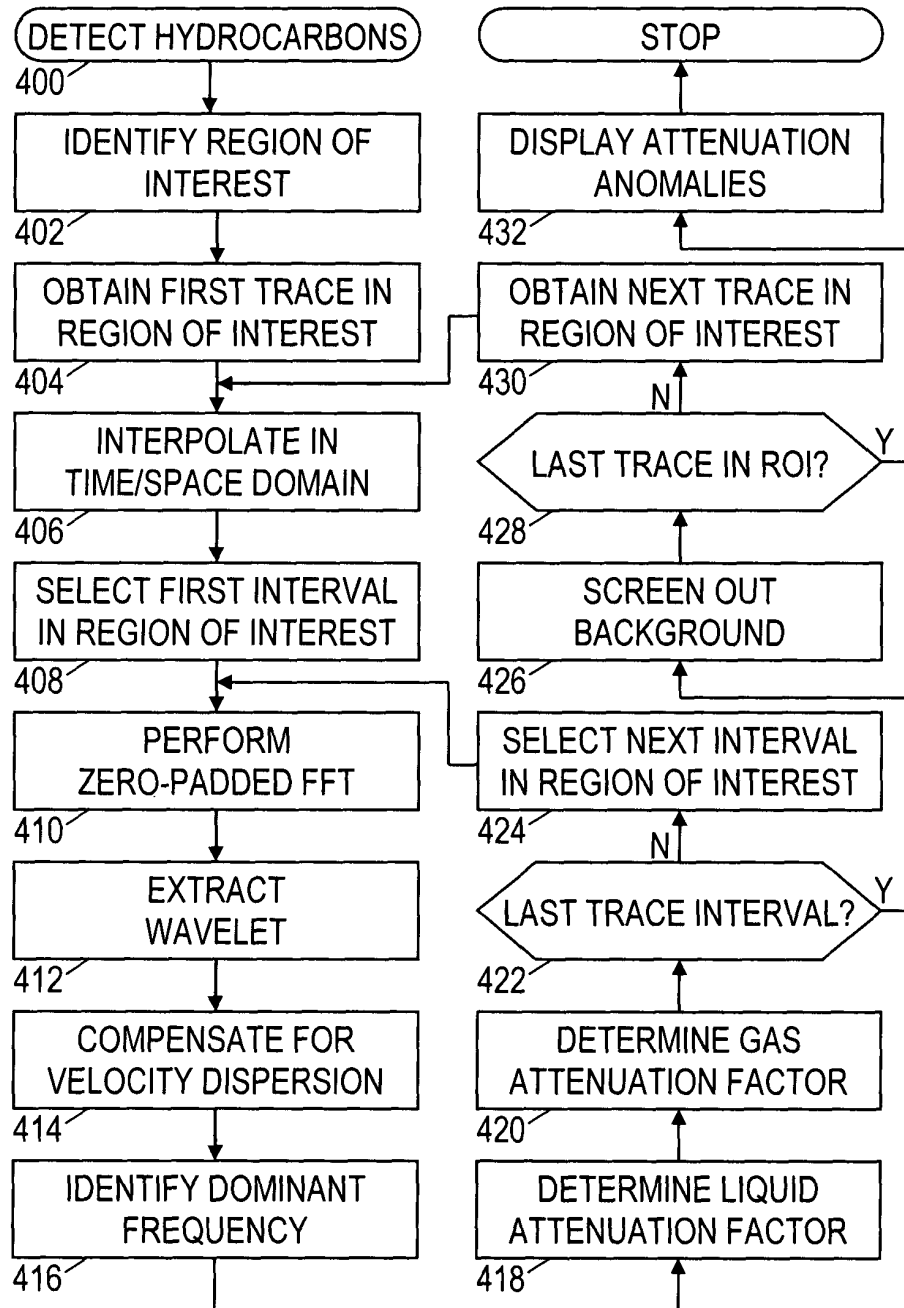 DETECT HYDROCARBONS
400
IDENTIFY REGION OF
INTEREST
402
OBTAIN FIRST TRACE IN
REGION OF INTEREST
404
INTERPOLATE IN
TIME/SPACE DOMAIN
406
SELECT FIRST INTERVAL
IN REGION OF INTEREST
408
PERFORM
ZERO-PADDED FFT
410
EXTRACT
WAVELET
412
COMPENSATE FOR
VELOCITY DISPERSION
414
IDENTIFY DOMINANT
FREQUENCY
416
STOP
DISPLAY ATTENUATION
ANOMALIES
432
OBTAIN NEXT TRACE IN
REGION OF INTEREST
430
N
LAST TRACE IN ROI?
Y
428
SCREEN OUT
BACKGROUND
426
SELECT NEXT INTERVAL
IN REGION OF INTEREST
424
N
LAST TRACE INTERVAL?
Y
422
DETERMINE GAS
ATTENUATION FACTOR
420
DETERMINE LIQUID
ATTENUATION FACTOR
418